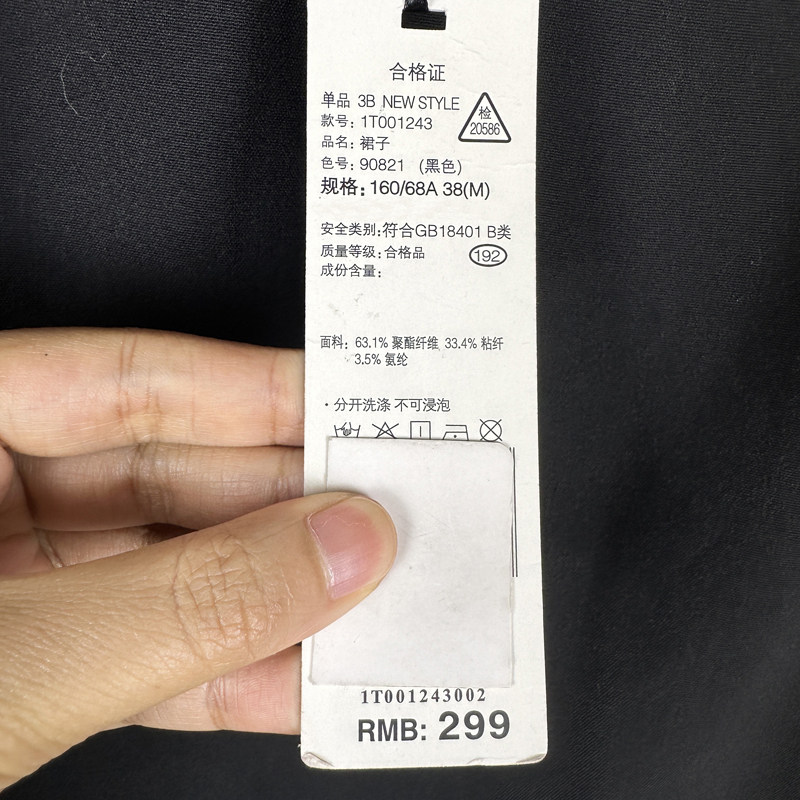 合格证
单品 3B NEW STYLE
款号: 1T001243
检
20586
品名: 裙子
色号: 90821 (黑色)
规格: 160/68A 38(M)
安全类别:符合GB18401 B类
质量等级:合格品
192
成份含量:
面料: 63.1% 聚酯纤维 33.4% 粘纤
3.5% 氨纶
·分开洗涤 不可浸泡
1T001243002
RMB: 299